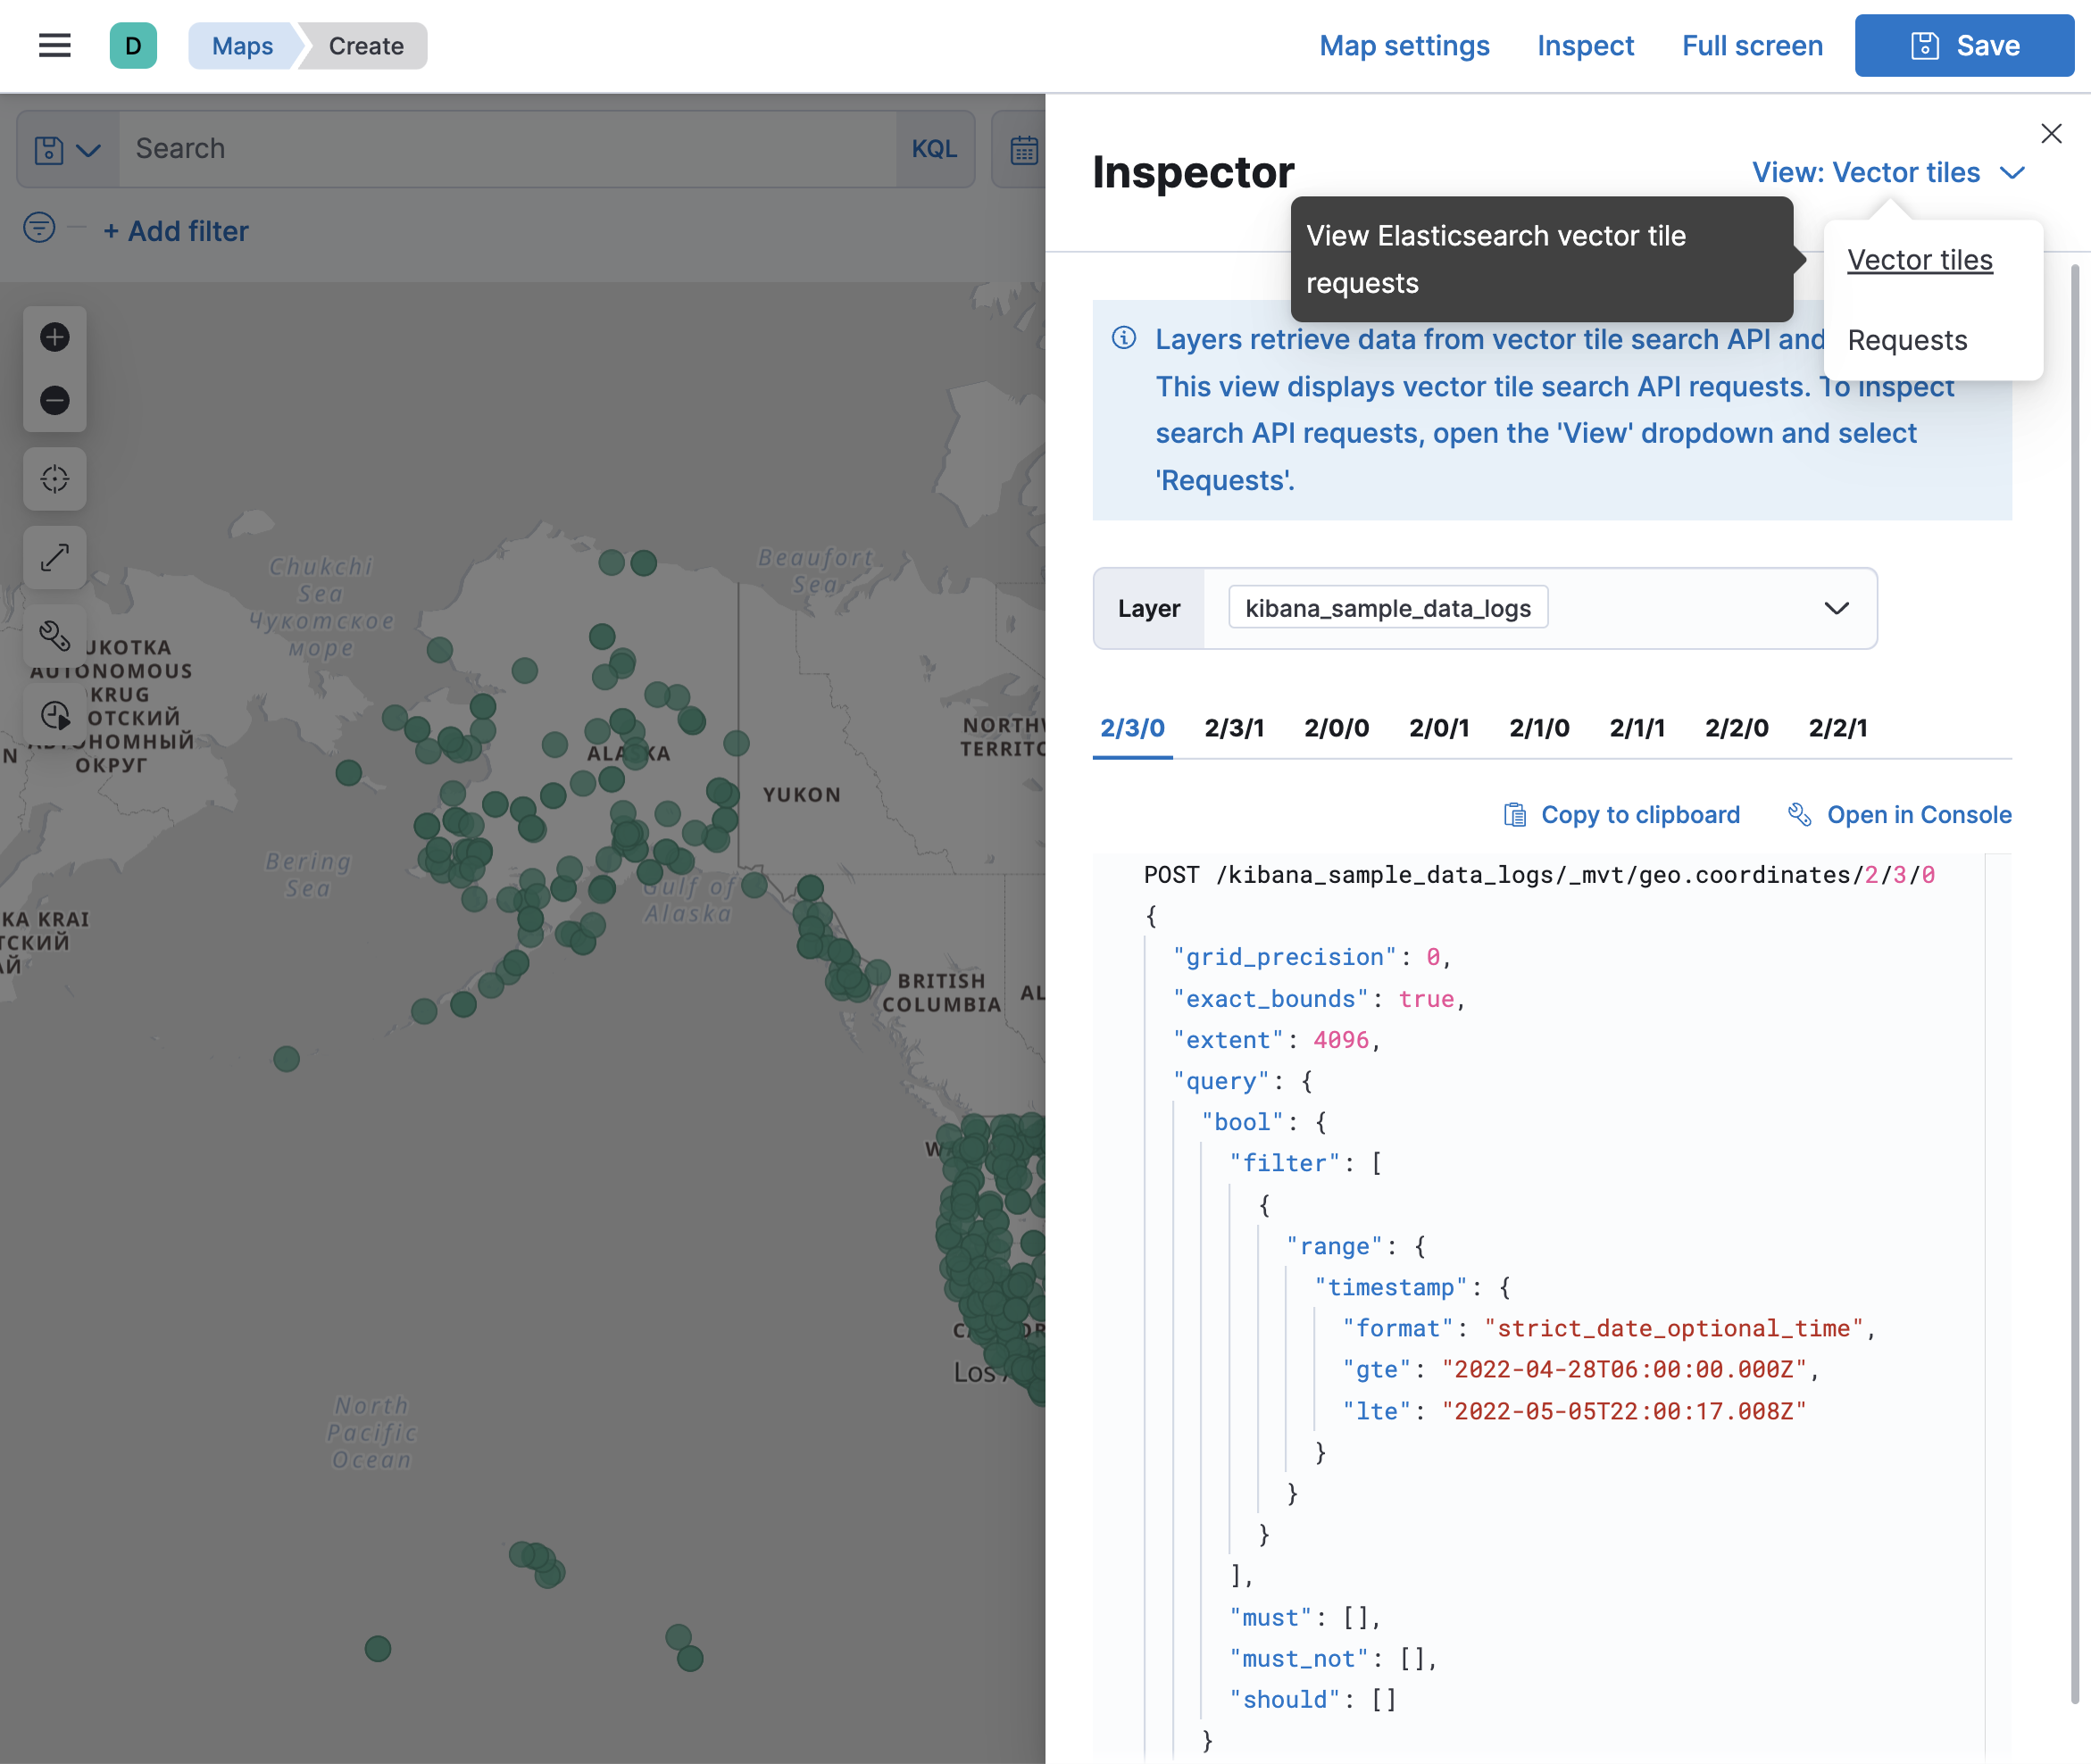 D
Maps
Create
Map settings
Inspect
Full screen
Save
Search
KQL
+ Add filter
Inspector
View: Vector tiles
View Elasticsearch vector tile
requests
Vector tiles
Requests
Layers retrieve data from vector tile search API and
This view displays vector tile search API requests. To inspect
search API requests, open the 'View' dropdown and select
'Requests'.
Layer
kibana_sample_data_logs
2/3/0
2/3/1
2/0/0
2/0/1
2/1/0
2/1/1
2/2/0
2/2/1
Copy to clipboard
Open in Console
POST /kibana_sample_data_logs/_mvt/geo.coordinates/2/3/0
{
"grid_precision": 0,
"exact_bounds": true,
"extent": 4096,
"query": {
"bool": {
"filter": [
{
"range": {
"timestamp": {
"format": "strict_date_optional_time",
"gte": "2022-04-28T06:00:00.000Z",
"lte": "2022-05-05T22:00:17.008Z"
}
}
}
],
"must": [],
"must_not": [],
"should": []
}
Chukchi
Sea
Чукотское
море
Beaufort
Sea
UKOTKA
AUTONOMOUS
KRUG
ОТСКИЙ
АВТОНОМНЫЙ
ОКРУГ
NORTHW
TERRITO
ALASKA
YUKON
Bering
Sea
Gulf of
Alaska
KA KRAI
ТСКИЙ
АЙ
BRITISH
COLUMBIA
AL
Los
North
Pacific
Ocean